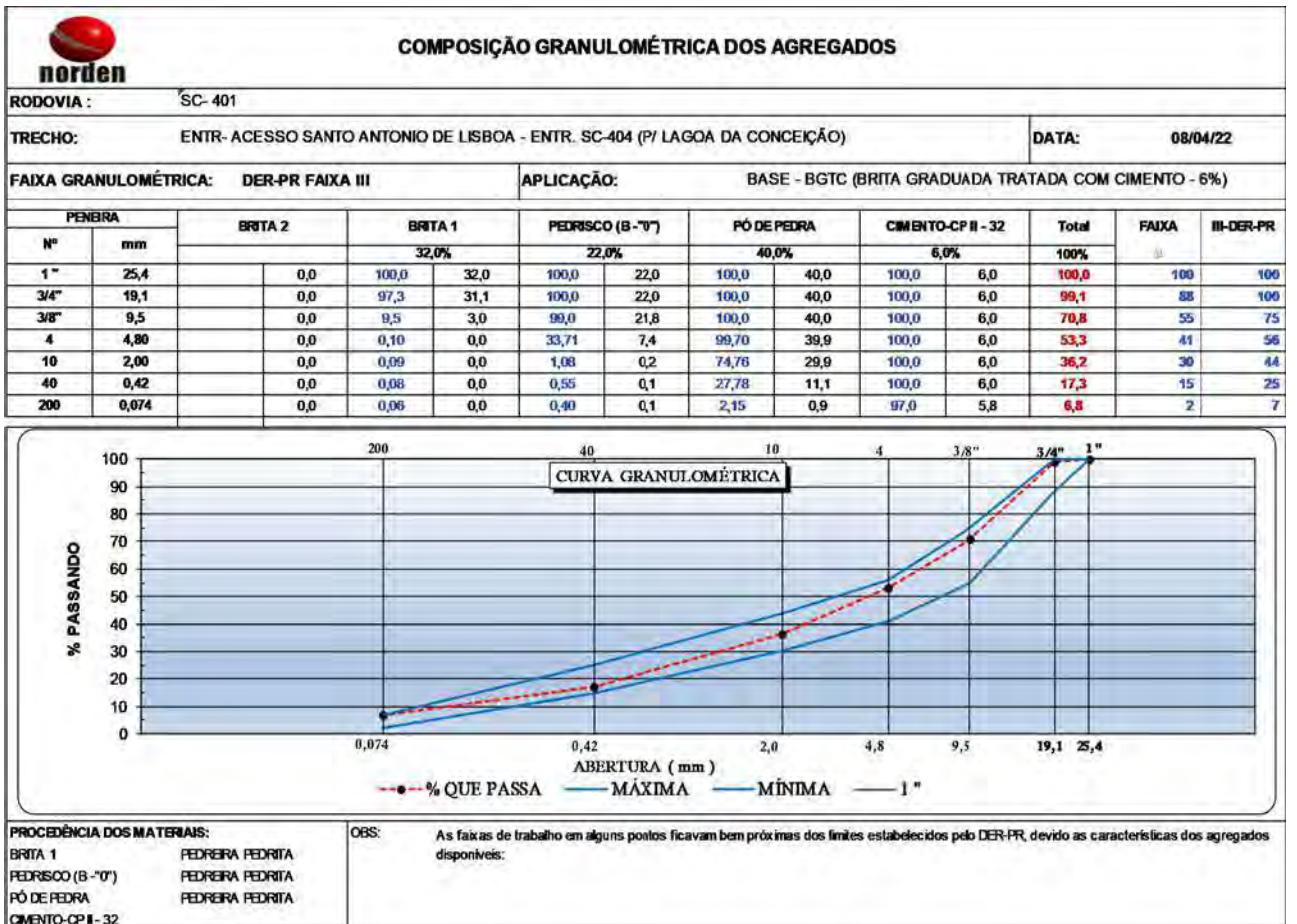 norden
COMPOSIÇÃO GRANULOMÉTRICA DOS AGREGADOS
RODOVIA : SC- 401
TRECHO: ENTR- ACESSO SANTO ANTONIO DE LISBOA - ENTR. SC-404 (P/ LAGOA DA CONCEIÇÃO) DATA: 08/04/22
FAIXA GRANULOMÉTRICA: DER-PR FAIXA III APLICAÇÃO: BASE - BGTC (BRITA GRADUADA TRATADA COM CIMENTO - 6%)
PENEIRA BRITA 2 BRITA 1 PEDRISCO (B -"0") PÓ DE PEDRA CIMENTO-CP II - 32 Total FAIXA III-DER-PR
Nº mm 32,0% 22,0% 40,0% 6,0% 100%
1 " 25,4 0,0 100,0 32,0 100,0 22,0 100,0 40,0 100,0 6,0 100,0 100 100
3/4" 19,1 0,0 97,3 31,1 100,0 22,0 100,0 40,0 100,0 6,0 99,1 88 100
3/8" 9,5 0,0 9,5 3,0 99,0 21,8 100,0 40,0 100,0 6,0 70,8 55 75
4 4,80 0,0 0,10 0,0 33,71 7,4 99,70 39,9 100,0 6,0 53,3 41 56
10 2,00 0,0 0,09 0,0 1,08 0,2 74,76 29,9 100,0 6,0 36,2 30 44
40 0,42 0,0 0,08 0,0 0,55 0,1 27,78 11,1 100,0 6,0 17,3 15 25
200 0,074 0,0 0,06 0,0 0,40 0,1 2,15 0,9 97,0 5,8 6,8 2 7
200 40 10 4 3/8" 3/4" 1 "
CURVA GRANULOMÉTRICA
% PASSANDO
100
90
80
70
60
50
40
30
20
10
0
0,074 0,42 2,0 4,8 9,5 19,1 25,4
ABERTURA ( mm )
% QUE PASSA MÁXIMA MÍNIMA 1 "
PROCEDÊNCIA DOS MATERIAIS:
BRITA 1 PEDREIRA PEDRITA
PEDRISCO (B -"0") PEDREIRA PEDRITA
PÓ DE PEDRA PEDREIRA PEDRITA
CIMENTO-CP II - 32
OBS: As faixas de trabalho em alguns pontos ficavam bem próximas dos limites estabelecidos pelo DER-PR, devido as características dos agregados
disponíveis: